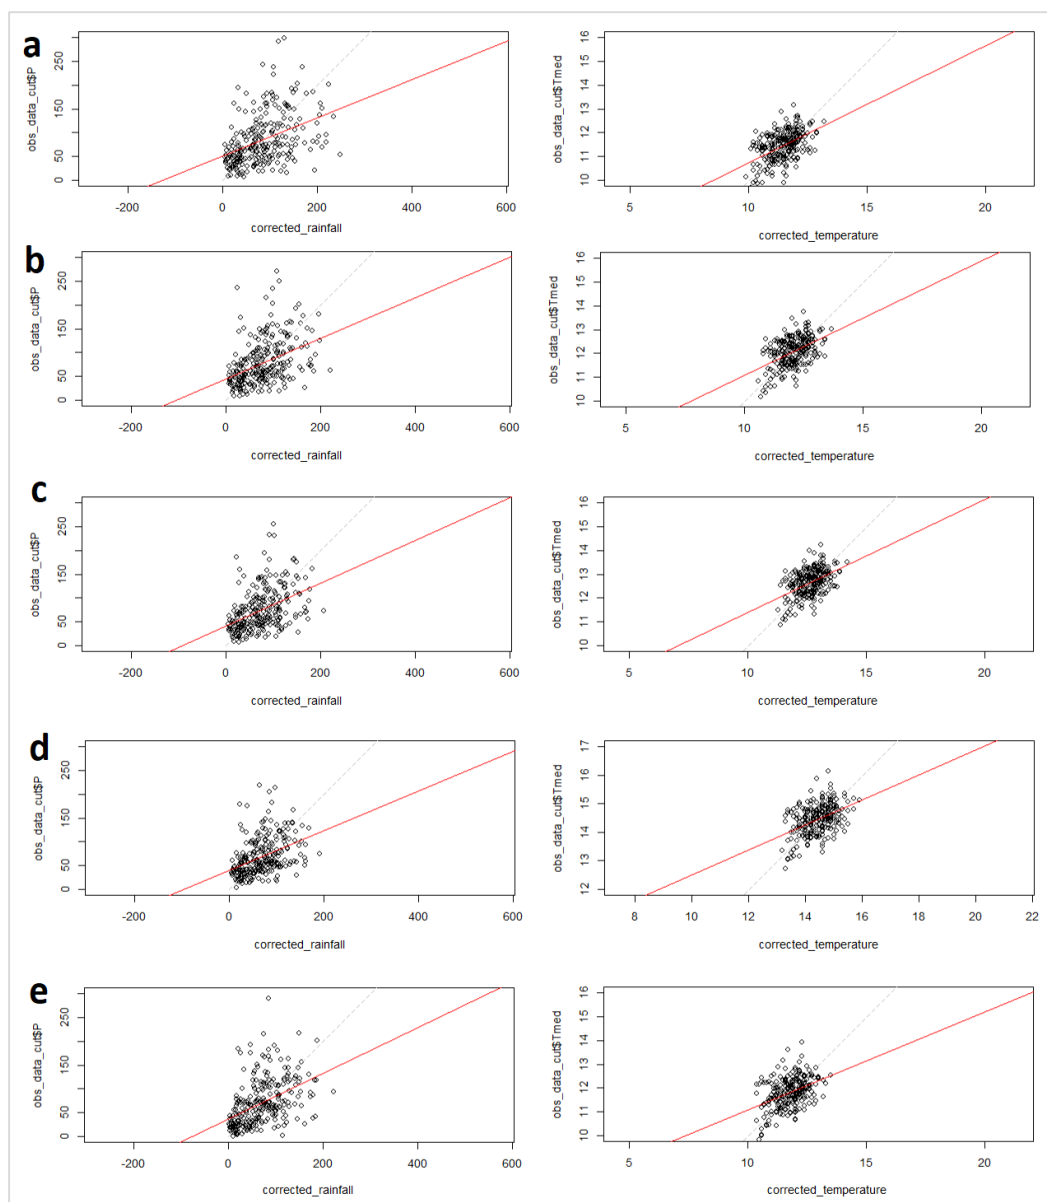 a
obs_data_cut$P
0 50 150 250
-200 0 200 400 600
corrected_rainfall
obs_data_cut$Tmed
10 11 12 13 14 15 16
5 10 15 20
corrected_temperature
b
obs_data_cut$P
0 50 150 250
-200 0 200 400 600
corrected_rainfall
obs_data_cut$Tmed
10 11 12 13 14 15 16
5 10 15 20
corrected_temperature
c
obs_data_cut$P
0 50 150 250
-200 0 200 400 600
corrected_rainfall
obs_data_cut$Tmed
10 11 12 13 14 15 16
5 10 15 20
corrected_temperature
d
obs_data_cut$P
0 50 150 250
-200 0 200 400 600
corrected_rainfall
obs_data_cut$Tmed
12 13 14 15 16 17
8 10 12 14 16 18 20 22
corrected_temperature
e
obs_data_cut$P
0 50 150 250
-200 0 200 400 600
corrected_rainfall
obs_data_cut$Tmed
10 11 12 13 14 15 16
5 10 15 20
corrected_temperature